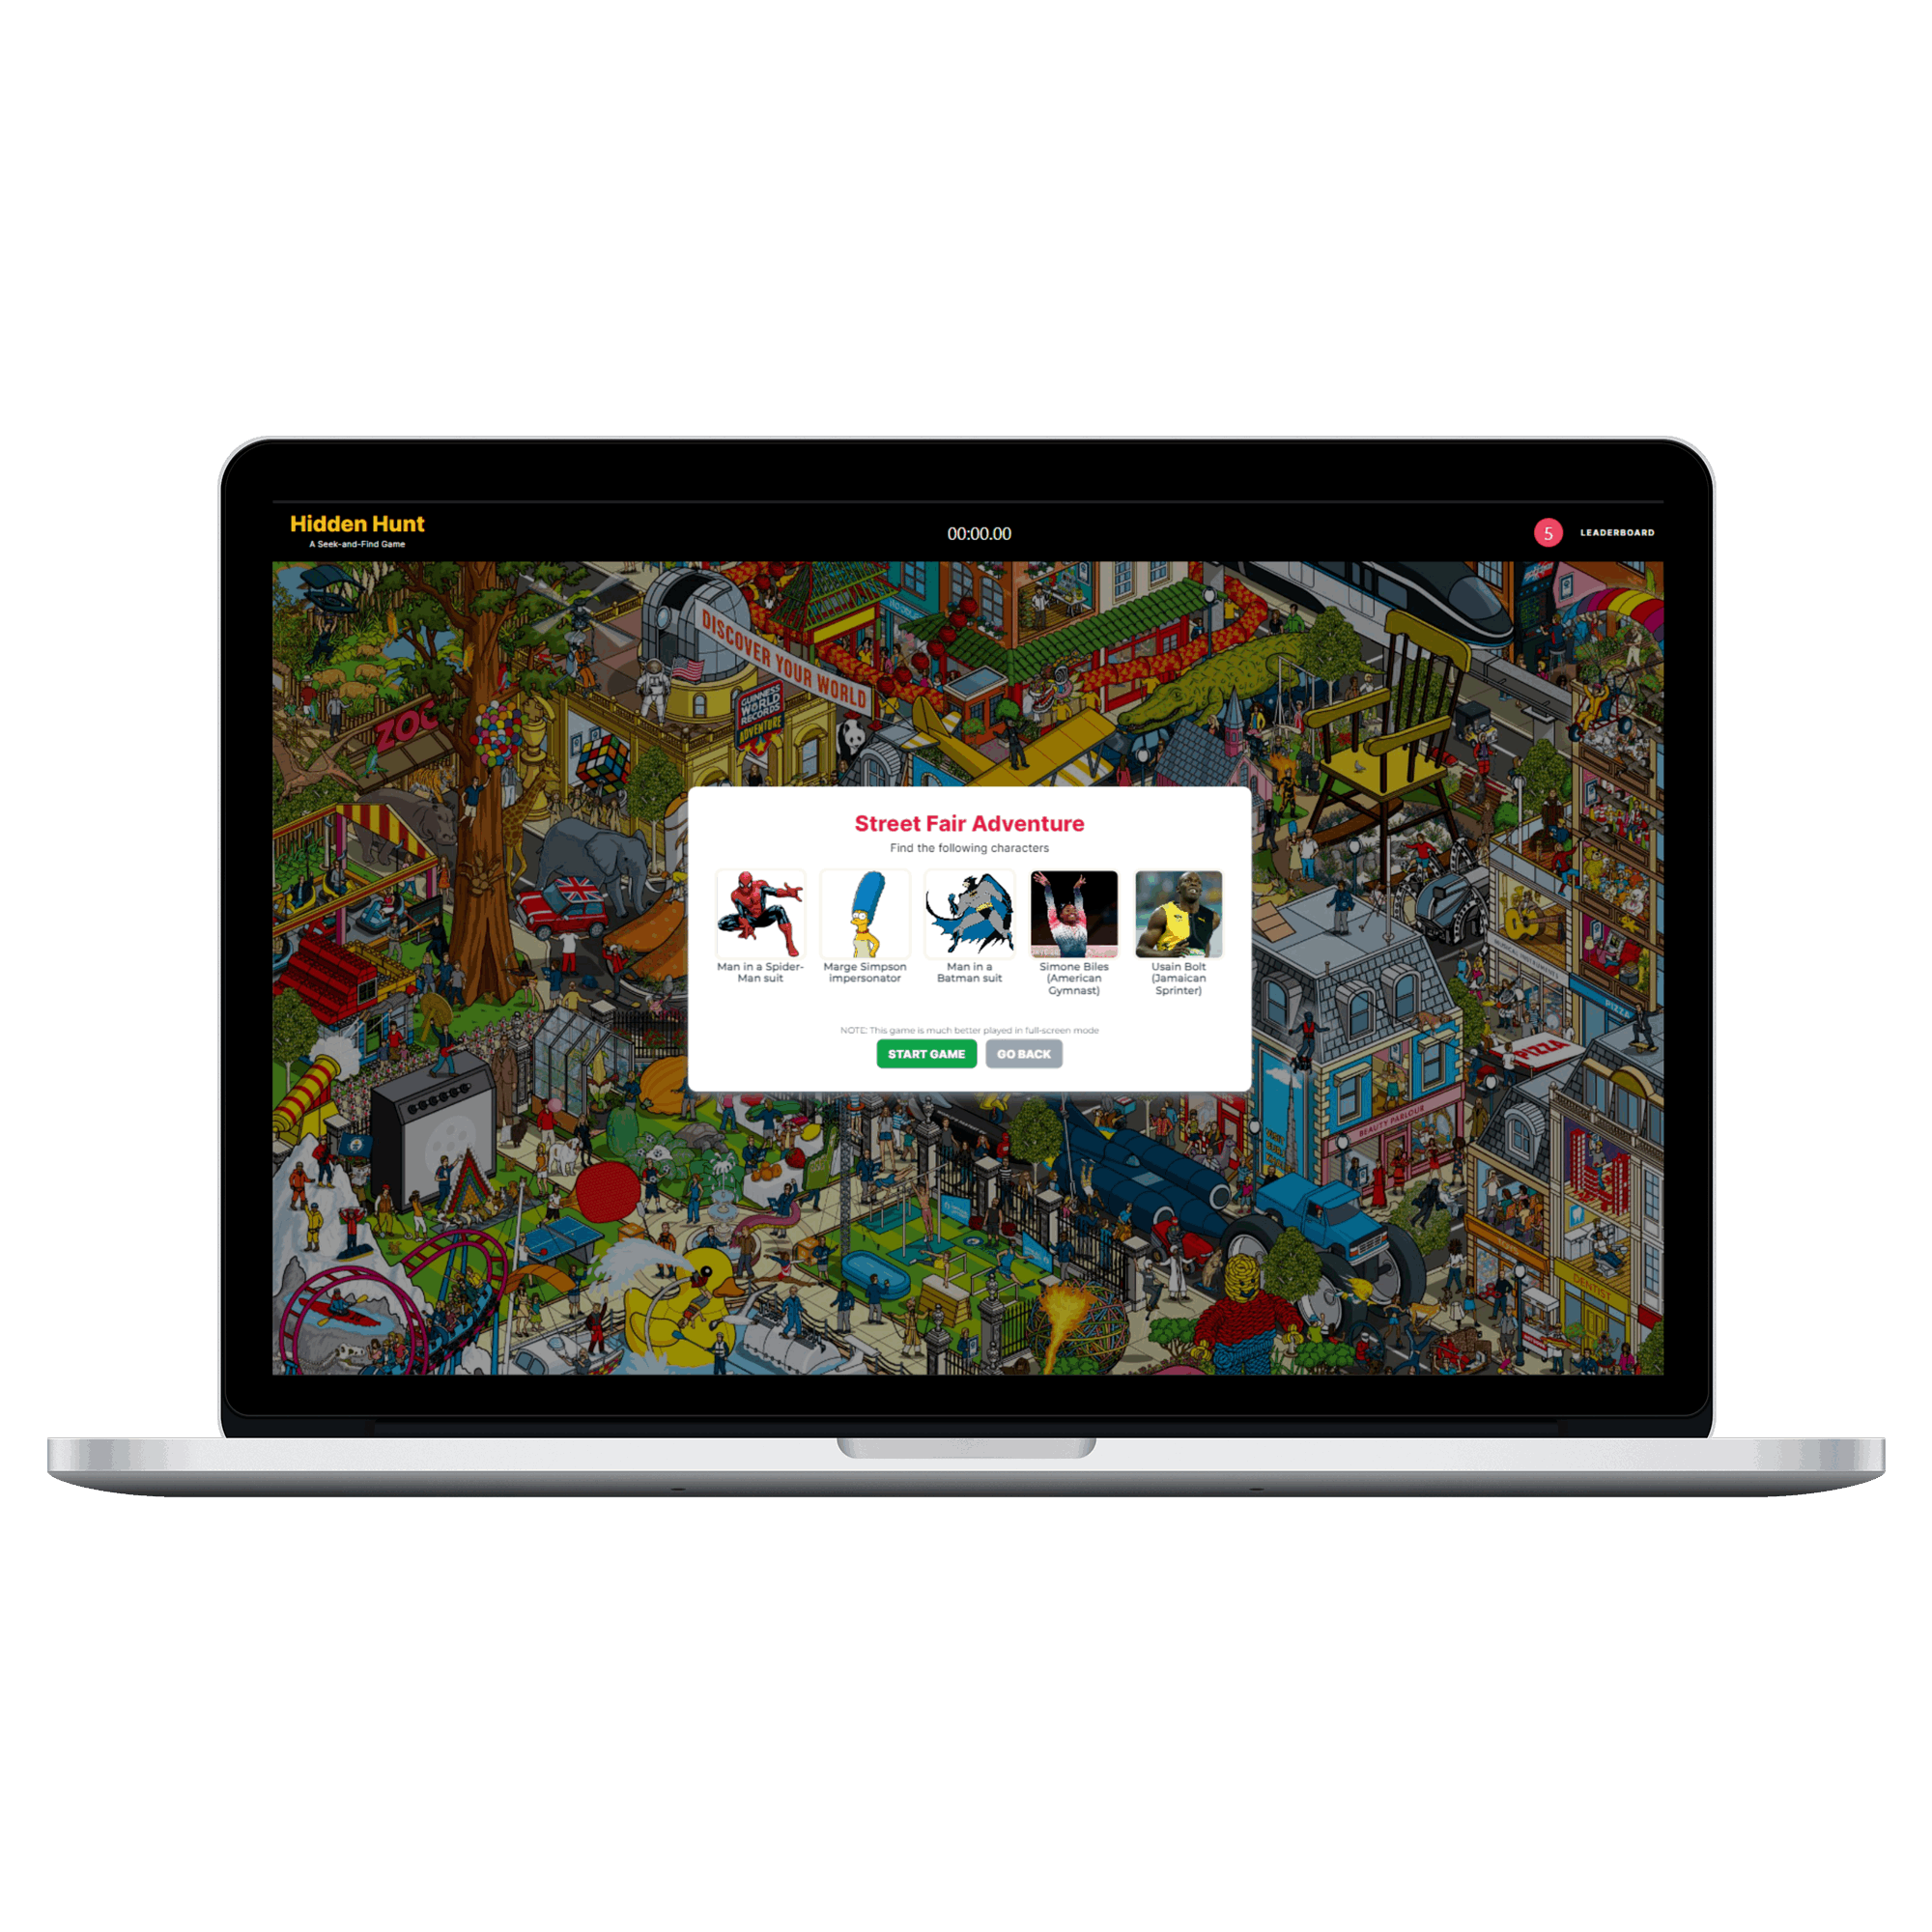 Hidden Hunt
A Seek-and-Find Game
00:00.00
5
LEADERBOARD
DISCOVER YOUR WORLD
GUINNESS
WORLD
RECORDS
ADVENTURE
ZOO
Street Fair Adventure
Find the following characters
Man in a Spider-
Man suit
Marge Simpson
impersonator
Man in a
Batman suit
Simone Biles
(American
Gymnast)
Usain Bolt
(Jamaican
Sprinter)
NOTE: This game is much better played in full-screen mode
START GAME
GO BACK
PIZZA
PIZZA
BEAUTY PARLOUR
DENTIST